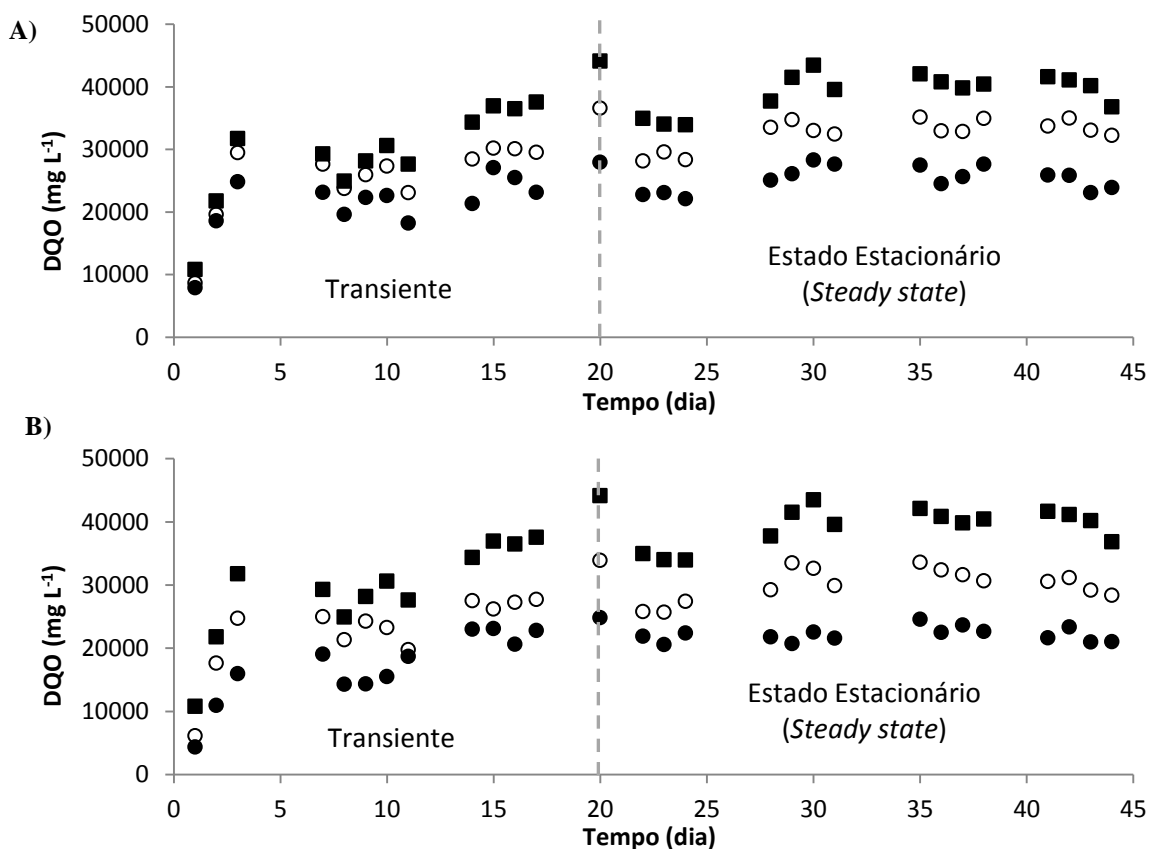 A)
DQO (mg L-1)
50000
40000
30000
20000
10000
0
Transiente
Estado Estacionário
(Steady state)
0 5 10 15 20 25 30 35 40 45
Tempo (dia)
B)
DQO (mg L-1)
50000
40000
30000
20000
10000
0
Transiente
Estado Estacionário
(Steady state)
0 5 10 15 20 25 30 35 40 45
Tempo (dia)